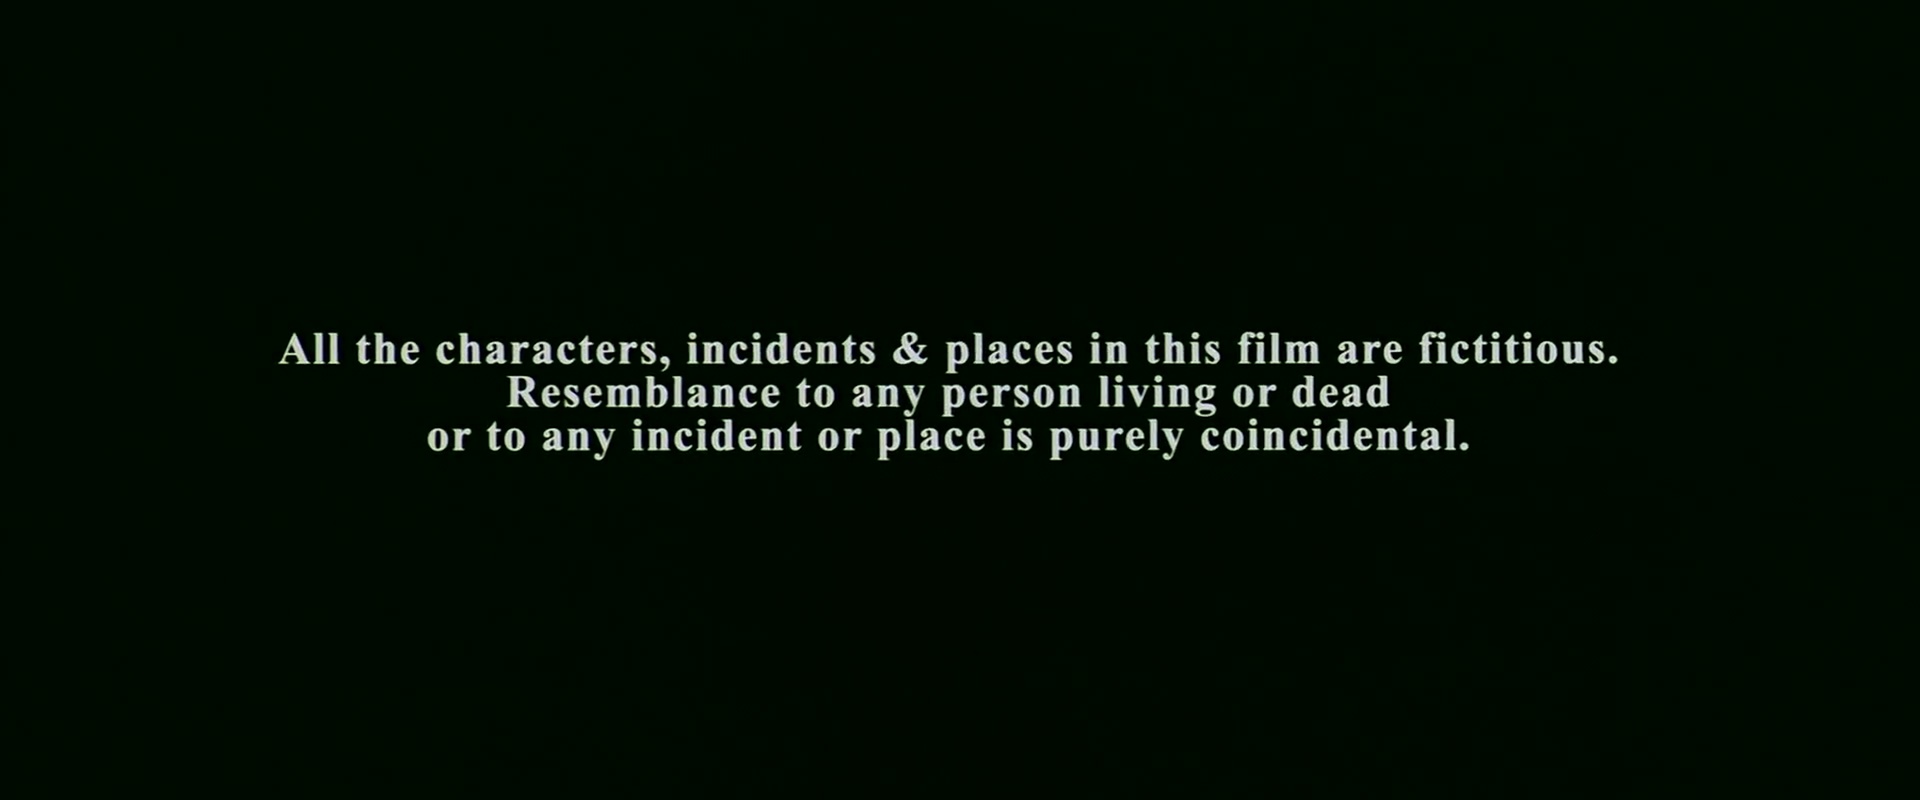 All the characters, incidents & places in this film are fictitious.
Resemblance to any person living or dead
or to any incident or place is purely coincidental.